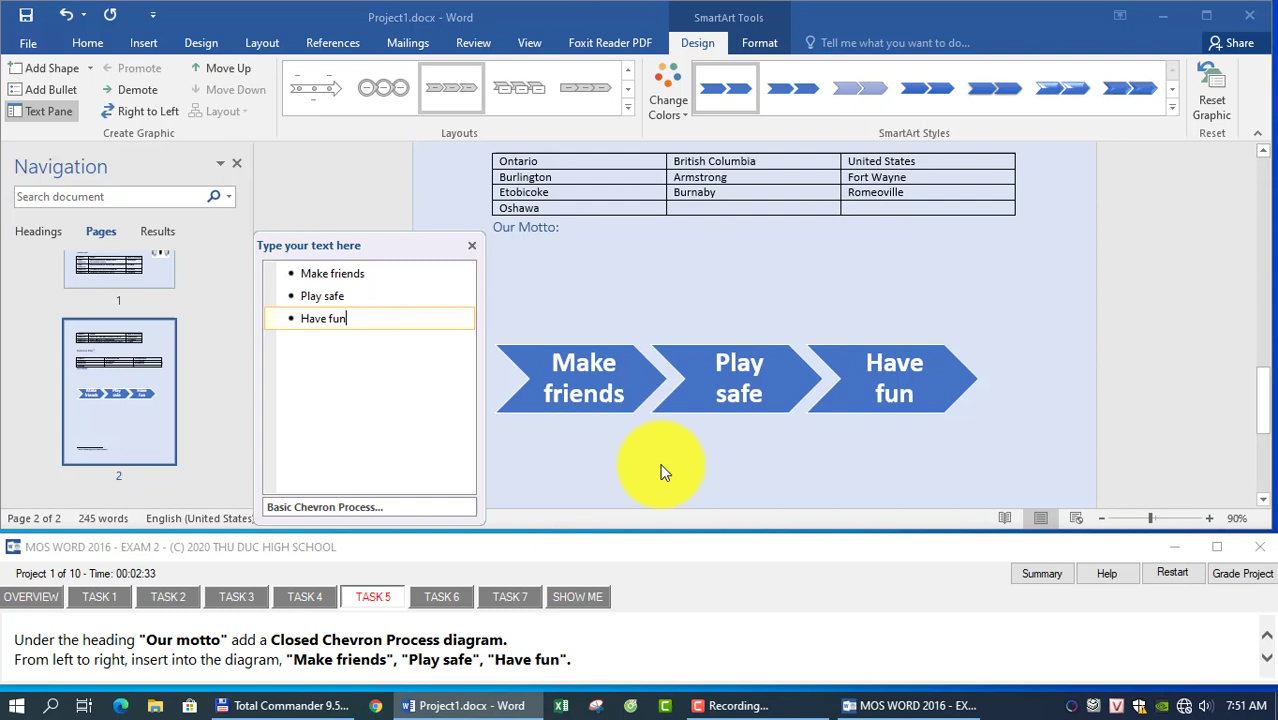 Project1.docx - Word
SmartArt Tools
File Home Insert Design Layout References Mailings Review View Foxit Reader PDF Design Format Tell me what you want to do... Share
Add Shape Promote Move Up
Add Bullet Demote Move Down
Text Pane Right to Left Layout
Create Graphic
Layouts
Change
Colors
SmartArt Styles
Reset
Graphic
Reset
Navigation
Search document
Headings Pages Results
1
2
Ontario British Columbia United States
Burlington Armstrong Fort Wayne
Etobicoke Burnaby Romeoville
Oshawa
Our Motto:
Type your text here
Make friends
Play safe
Have fun
Basic Chevron Process...
Make
friends
Play
safe
Have
fun
Page 2 of 2 245 words English (United States) 90%
MOS WORD 2016 - EXAM 2 - (C) 2020 THU DUC HIGH SCHOOL
Project 1 of 10 - Time: 00:02:33
Summary Help Restart Grade Project
OVERVIEW TASK 1 TASK 2 TASK 3 TASK 4 TASK 5 TASK 6 TASK 7 SHOW ME
Under the heading "Our motto" add a Closed Chevron Process diagram.
From left to right, insert into the diagram, "Make friends", "Play safe", "Have fun".
Total Commander 9.5... Project1.docx - Word Recording... MOS WORD 2016 - EX... 7:51 AM